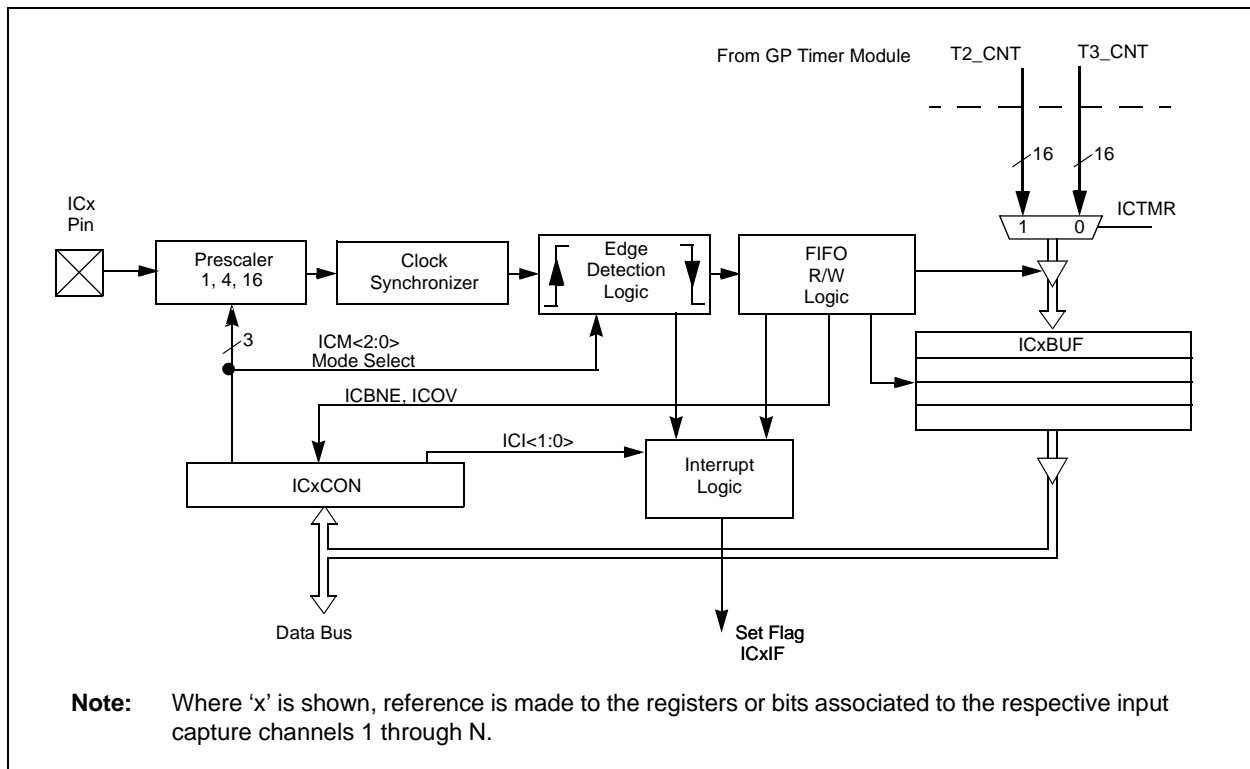 From GP Timer Module
T2_CNT
T3_CNT
16
16
ICx
Pin
1
0
ICTMR
Prescaler
1, 4, 16
Clock
Synchronizer
Edge
Detection
Logic
FIFO
R/W
Logic
3
ICM<2:0>
Mode Select
ICxBUF
ICBNE, ICOV
ICI<1:0>
Interrupt
Logic
ICxCON
Data Bus
Set Flag
ICxIF
Note: Where ‘x’ is shown, reference is made to the registers or bits associated to the respective input
capture channels 1 through N.